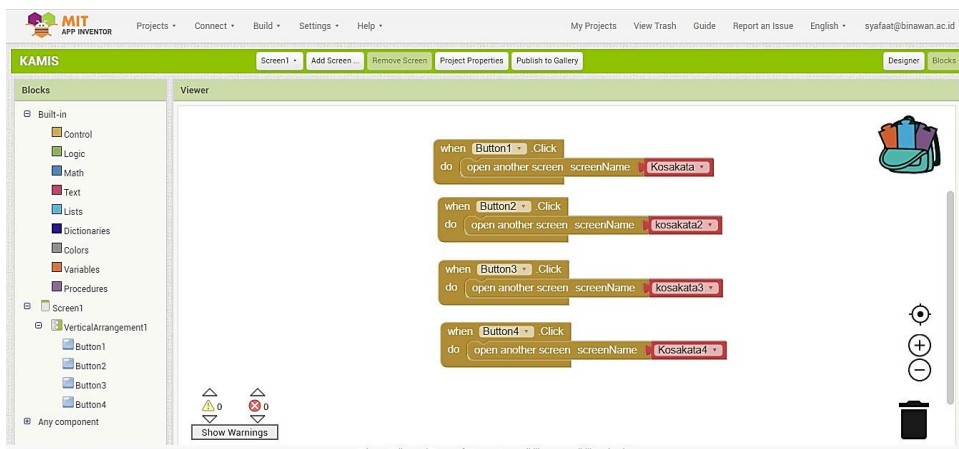 MIT
APP INVENTOR
Projects Connect Build Settings Help My Projects View Trash Guide Report an Issue English syafaat@binawan.ac.id
KAMIS Screen1 Add Screen ... Remove Screen Project Properties Publish to Gallery Designer Blocks
Blocks Viewer
Built-in
Control
Logic
Math
Text
Lists
Dictionaries
Colors
Variables
Procedures
Screen1
VerticalArrangement1
Button1
Button2
Button3
Button4
Any component
when Button1 .Click
do open another screen screenName Kosakata
when Button2 .Click
do open another screen screenName kosakata2
when Button3 .Click
do open another screen screenName kosakata3
when Button4 .Click
do open another screen screenName Kosakata4
0 0
Show Warnings